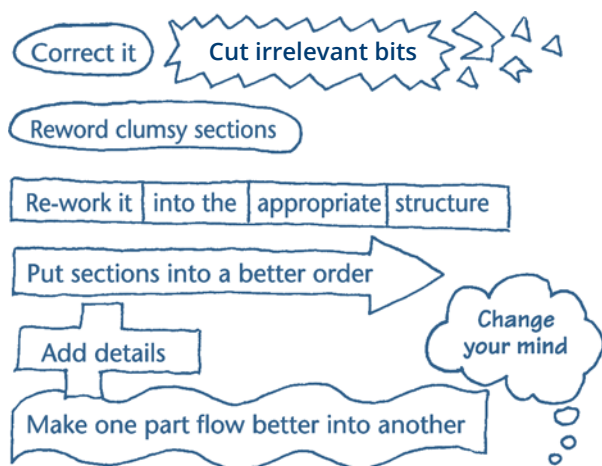 Correct it
Cut irrelevant bits
Reword clumsy sections
Re-work it into the appropriate structure
Put sections into a better order
Change
your mind
Add details
Make one part flow better into another